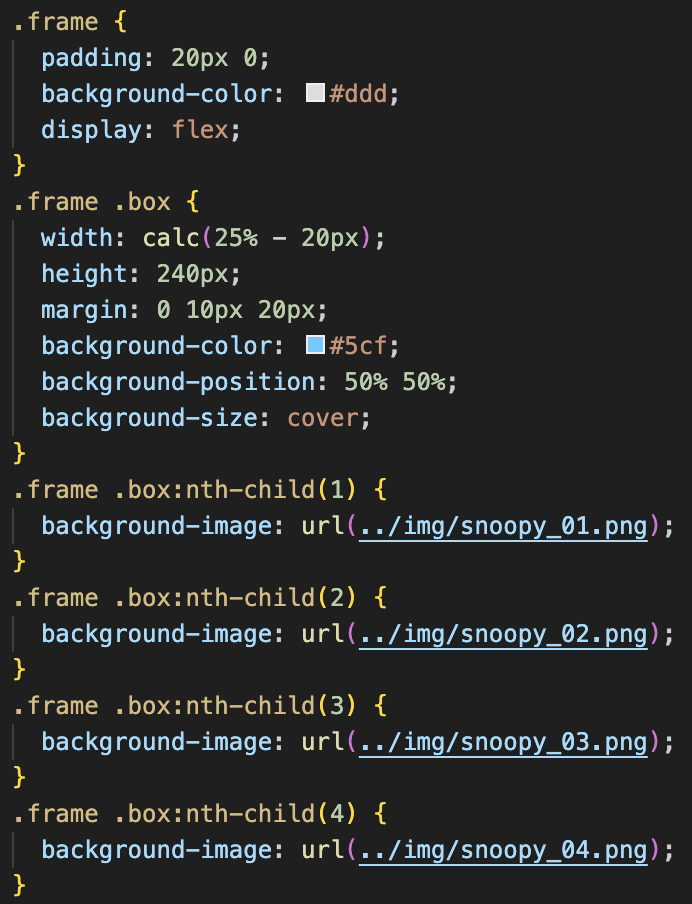 .frame {
  padding: 20px 0;
  background-color: #ddd;
  display: flex;
}
.frame .box {
  width: calc(25% - 20px);
  height: 240px;
  margin: 0 10px 20px;
  background-color: #5cf;
  background-position: 50% 50%;
  background-size: cover;
}
.frame .box:nth-child(1) {
  background-image: url(../img/snoopy_01.png);
}
.frame .box:nth-child(2) {
  background-image: url(../img/snoopy_02.png);
}
.frame .box:nth-child(3) {
  background-image: url(../img/snoopy_03.png);
}
.frame .box:nth-child(4) {
  background-image: url(../img/snoopy_04.png);
}